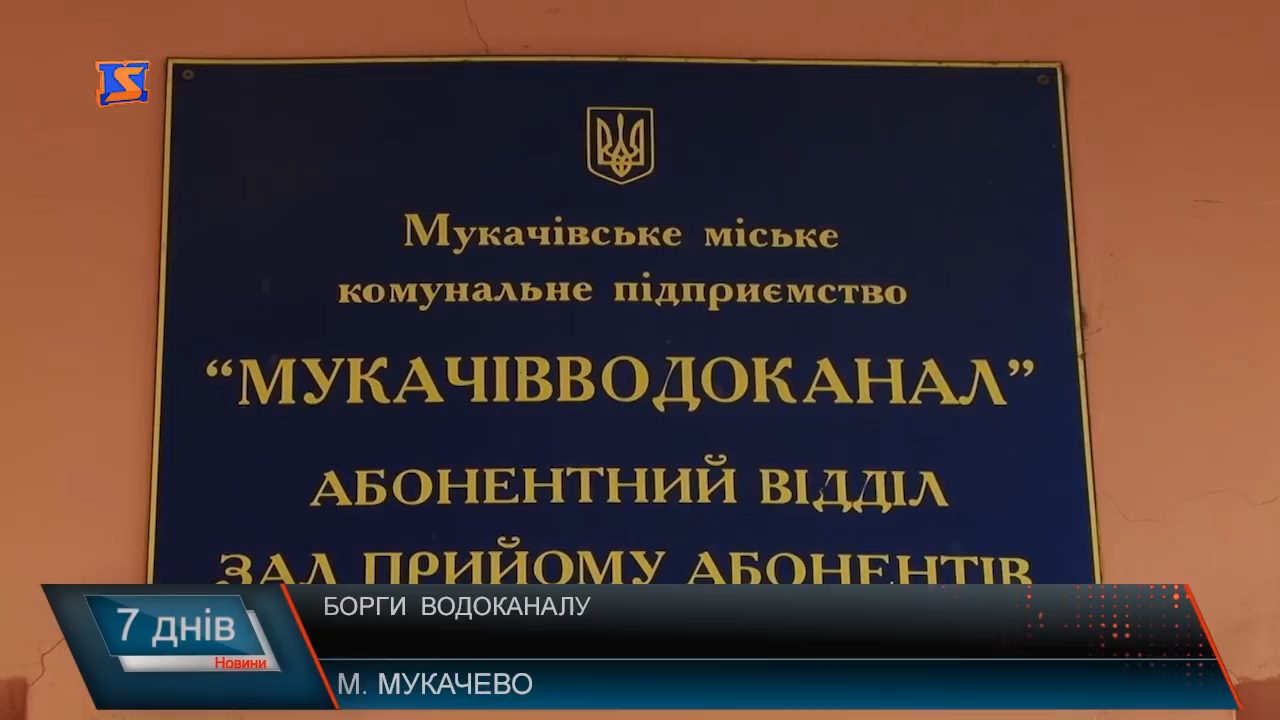 Мукачівське міське
комунальне підприємство
“МУКАЧІВВОДОКАНАЛ”
АБОНЕНТНИЙ ВІДДІЛ
ЗАЛ ПРИЙОМУ АБОНЕНТІВ
БОРГИ ВОДОКАНАЛУ
7 днів
Новини
М. МУКАЧЕВО